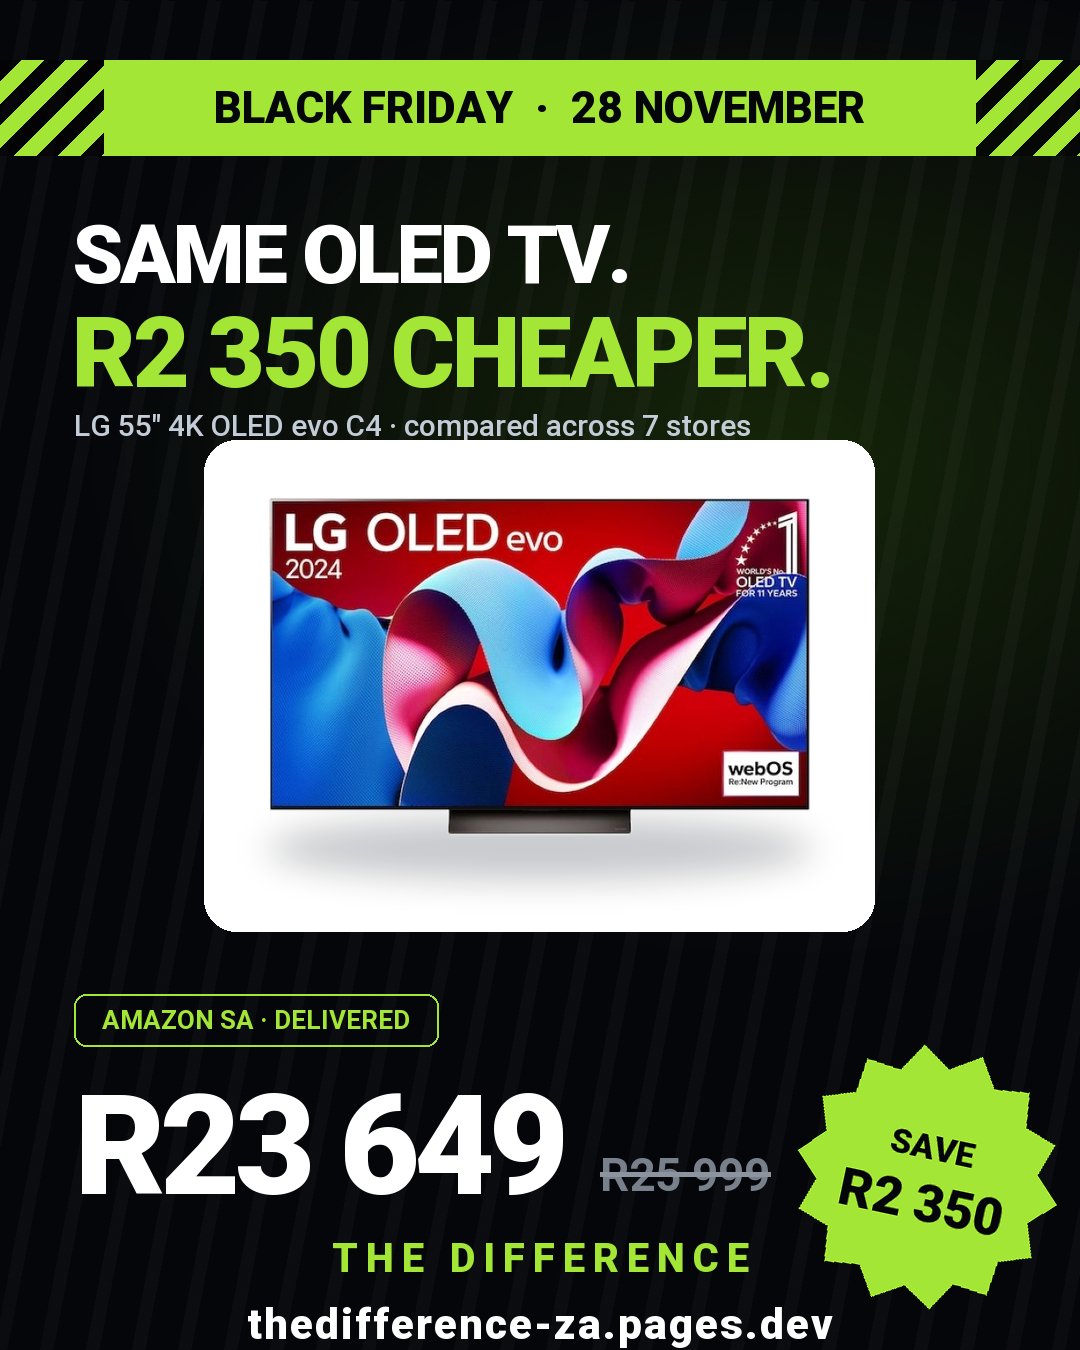 BLACK FRIDAY · 28 NOVEMBER
SAME OLED TV.
R2 350 CHEAPER.
LG 55" 4K OLED evo C4 · compared across 7 stores
LG OLED evo
2024
WORLD'S No.1
OLED TV
FOR 11 YEARS
webOS
Re:New Program
AMAZON SA · DELIVERED
R23 649 R25 999
SAVE
R2 350
THE DIFFERENCE
thedifference-za.pages.dev